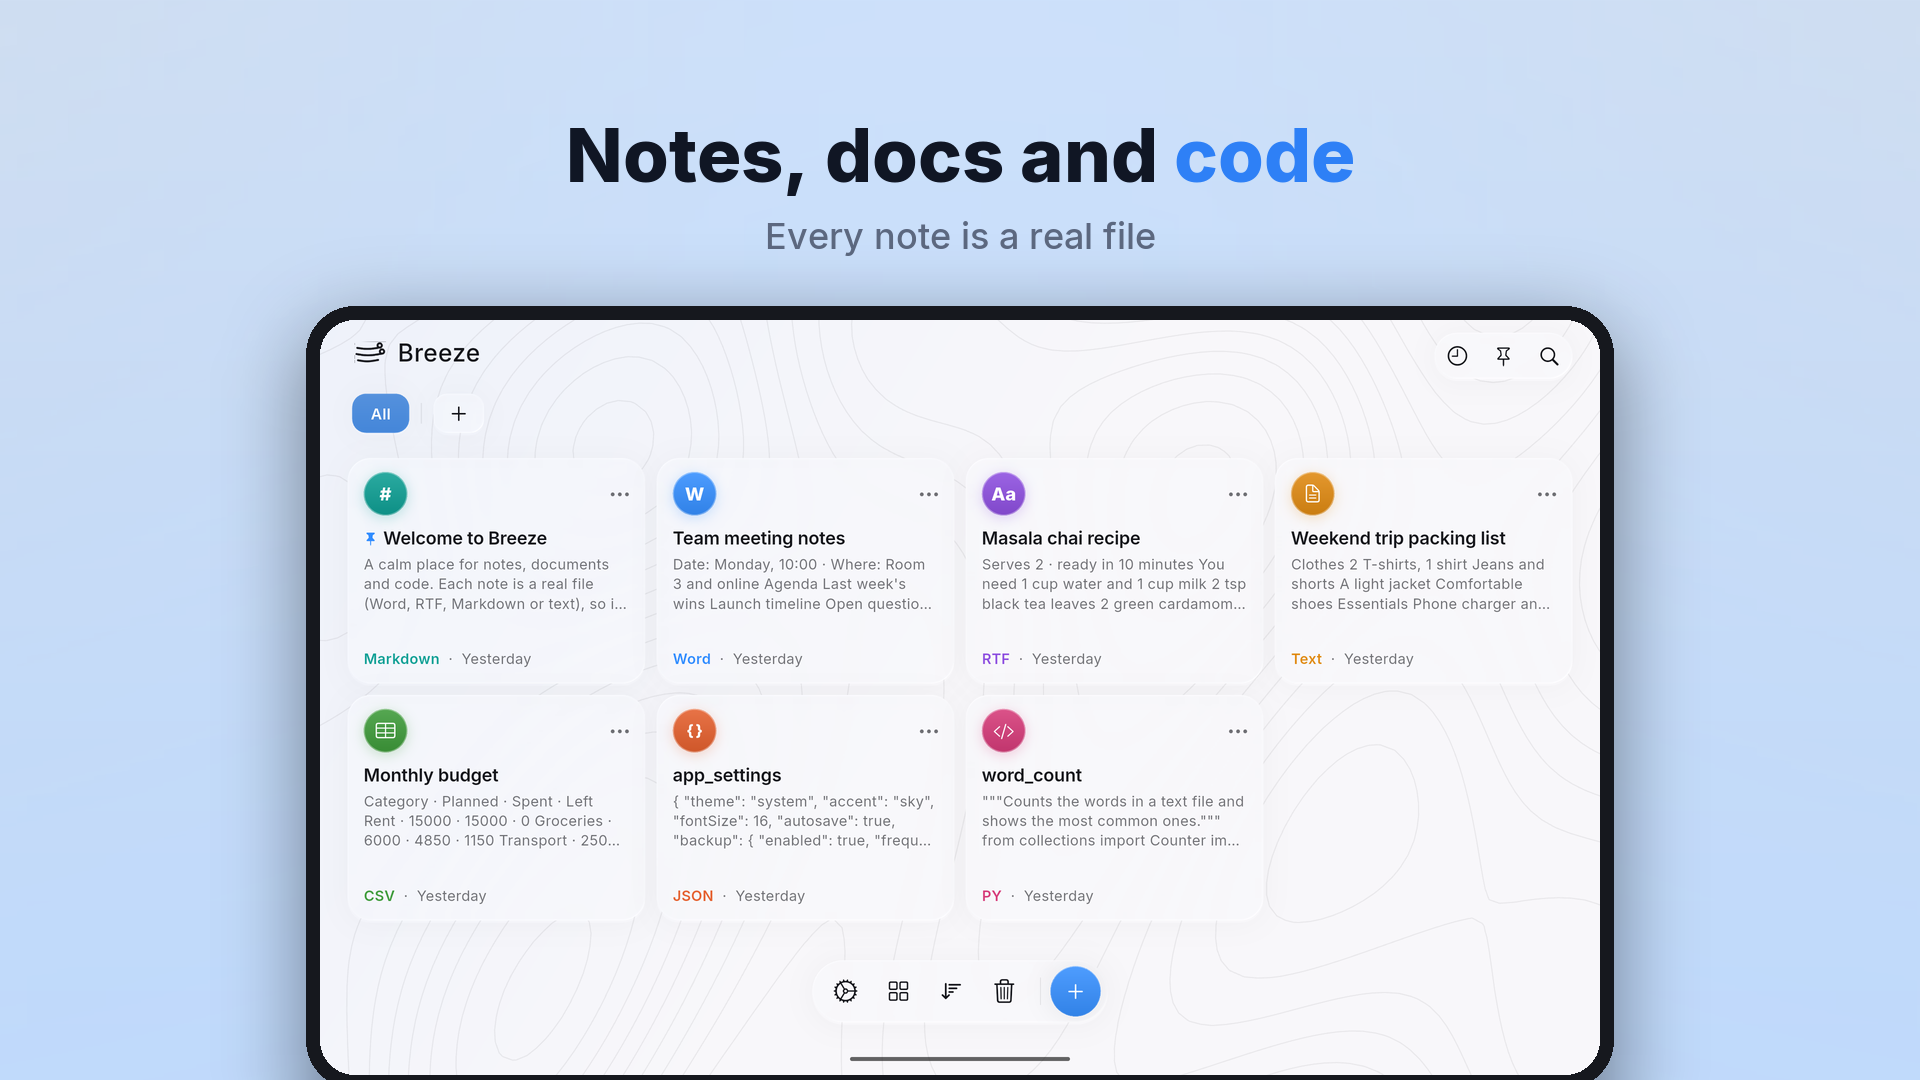 Notes, docs and code
Every note is a real file
Breeze
All
#
Welcome to Breeze
A calm place for notes, documents
and code. Each note is a real file
(Word, RTF, Markdown or text), so i...
Markdown · Yesterday
W
Team meeting notes
Date: Monday, 10:00 · Where: Room
3 and online Agenda Last week's
wins Launch timeline Open questio...
Word · Yesterday
Aa
Masala chai recipe
Serves 2 · ready in 10 minutes You
need 1 cup water and 1 cup milk 2 tsp
black tea leaves 2 green cardamom...
RTF · Yesterday
Weekend trip packing list
Clothes 2 T-shirts, 1 shirt Jeans and
shorts A light jacket Comfortable
shoes Essentials Phone charger an...
Text · Yesterday
Monthly budget
Category · Planned · Spent · Left
Rent · 15000 · 15000 · 0 Groceries ·
6000 · 4850 · 1150 Transport · 250...
CSV · Yesterday
{}
app_settings
{ "theme": "system", "accent": "sky",
"fontSize": 16, "autosave": true,
"backup": { "enabled": true, "frequ...
JSON · Yesterday
</>
word_count
"""Counts the words in a text file and
shows the most common ones."""
from collections import Counter im...
PY · Yesterday